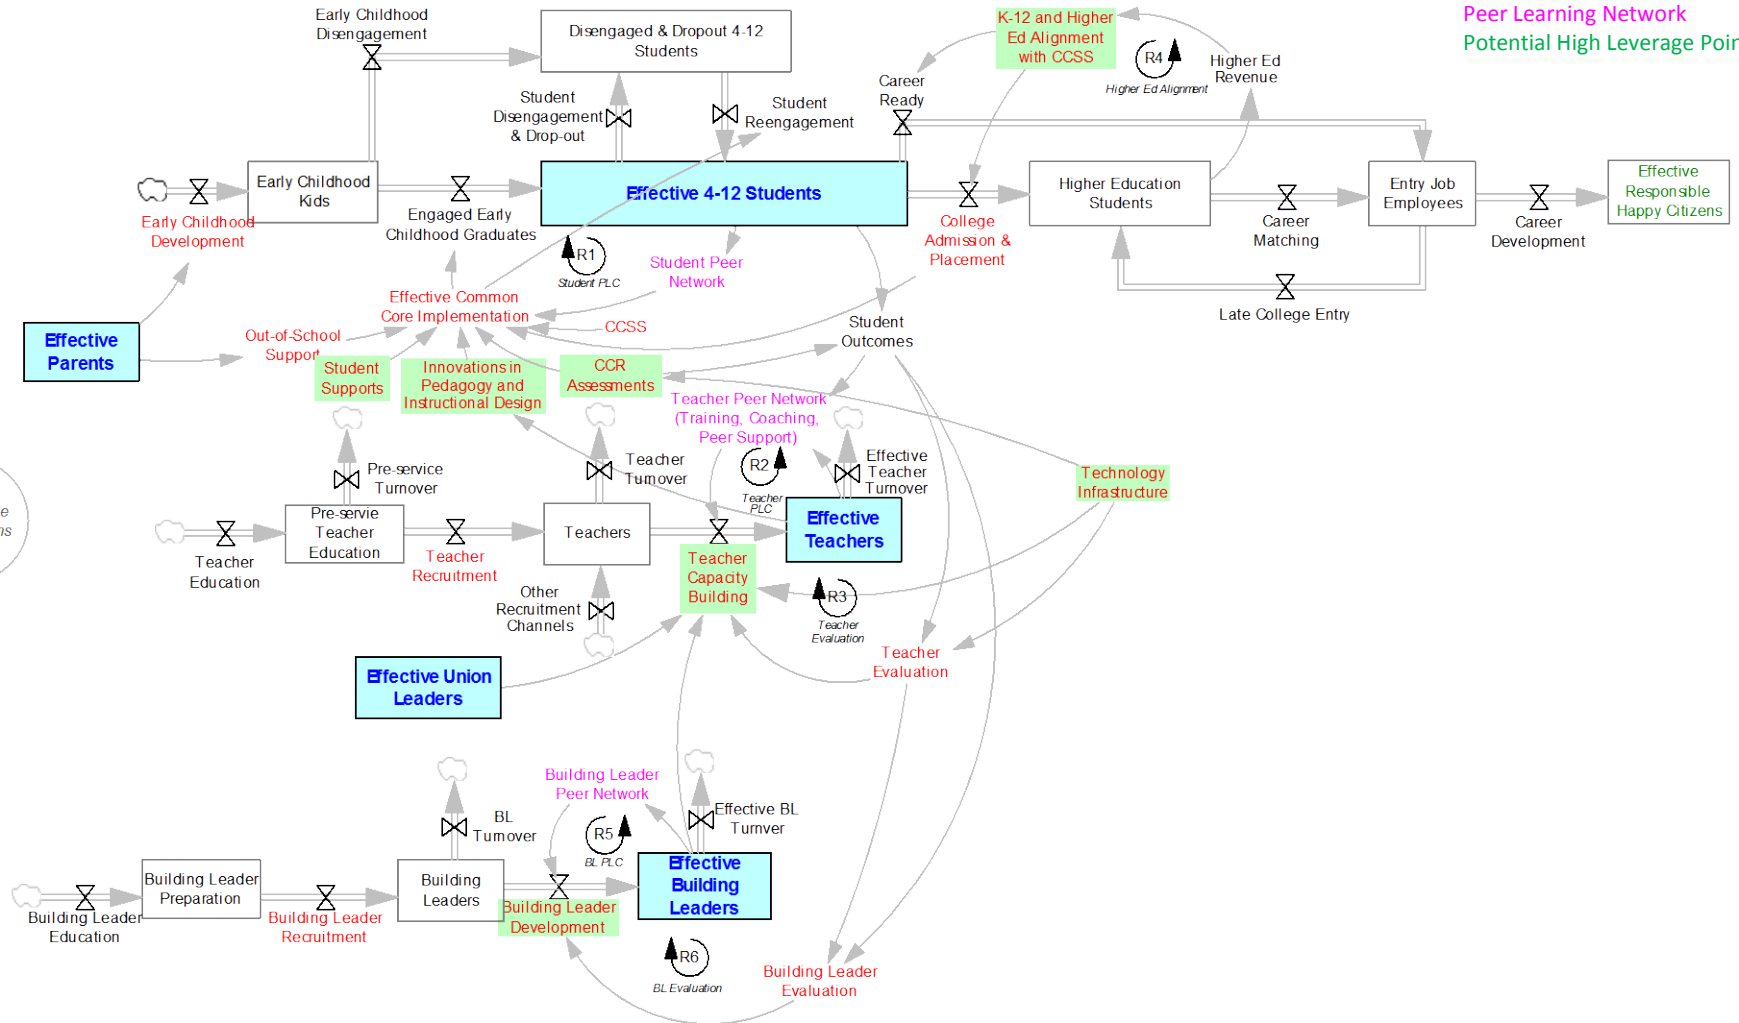 Peer Learning Network
Potential High Leverage Poin
Early Childhood
Disengagement
Disengaged & Dropout 4-12
Students
K-12 and Higher
Ed Alignment
with CCSS
R4
Higher Ed Alignment
Higher Ed
Revenue
Career
Ready
Student
Disengagement
& Drop-out
Student
Reengagement
Early Childhood
Kids
Early Childhood
Development
Engaged Early
Childhood Graduates
Effective 4-12 Students
College
Admission &
Placement
Higher Education
Students
Career
Matching
Entry Job
Employees
Career
Development
Effective
Responsible
Happy Citizens
Late College Entry
R1
Student PLC
Student Peer
Network
Effective Common
Core Implementation
CCSS
Student
Outcomes
Effective
Parents
Out-of-School
Support
Student
Supports
Innovations in
Pedagogy and
Instructional Design
CCR
Assessments
Teacher Peer Network
(Training, Coaching,
Peer Support)
R2
Teacher
PLC
Effective
Teacher
Turnover
Technology
Infrastructure
Pre-service
Turnover
Teacher
Turnover
e
ns
Pre-servie
Teacher
Education
Teacher
Education
Teacher
Recruitment
Teachers
Effective
Teachers
Other
Recruitment
Channels
Teacher
Capacity
Building
R3
Teacher
Evaluation
Teacher
Evaluation
Effective Union
Leaders
Building Leader
Peer Network
BL
Turnover
R5
BL PLC
Effective BL
Turnver
Building Leader
Preparation
Building Leader
Education
Building Leader
Recruitment
Building
Leaders
Building Leader
Development
Effective
Building
Leaders
R6
BL Evaluation
Building Leader
Evaluation